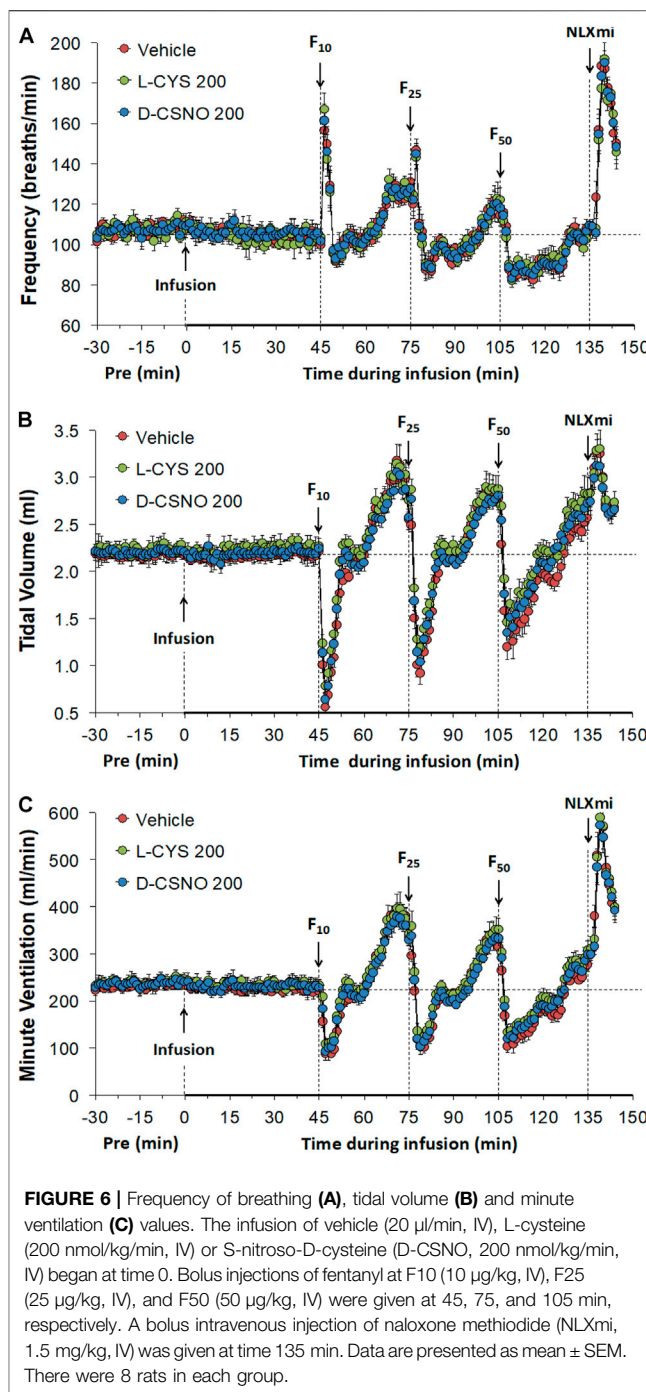 A
Frequency (breaths/min)
200
180
160
140
120
100
80
60
Vehicle
L-CYS 200
D-CSNO 200
F10
F25
F50
NLXmi
Infusion
-30 -15 0 15 30 45 60 75 90 105 120 135 150
Pre (min) Time during infusion (min)
B
Tidal Volume (ml)
3.5
3.0
2.5
2.2
1.5
1.0
0.5
Vehicle
L-CYS 200
D-CSNO 200
F10
F25
F50
NLXmi
Infusion
-30 -15 0 15 30 45 60 75 90 105 120 135 150
Pre (min) Time during infusion (min)
C
Minute Ventilation (ml/min)
600
500
400
300
200
100
0
Vehicle
L-CYS 200
D-CSNO 200
F10
F25
F50
NLXmi
Infusion
-30 -15 0 15 30 45 60 75 90 105 120 135 150
Pre (min) Time during infusion (min)
FIGURE 6 | Frequency of breathing (A), tidal volume (B) and minute
ventilation (C) values. The infusion of vehicle (20 µl/min, IV), L-cysteine
(200 nmol/kg/min, IV) or S-nitroso-D-cysteine (D-CSNO, 200 nmol/kg/min,
IV) began at time 0. Bolus injections of fentanyl at F10 (10 µg/kg, IV), F25
(25 µg/kg, IV), and F50 (50 µg/kg, IV) were given at 45, 75, and 105 min,
respectively. A bolus intravenous injection of naloxone methiodide (NLXmi,
1.5 mg/kg, IV) was given at time 135 min. Data are presented as mean ± SEM.
There were 8 rats in each group.